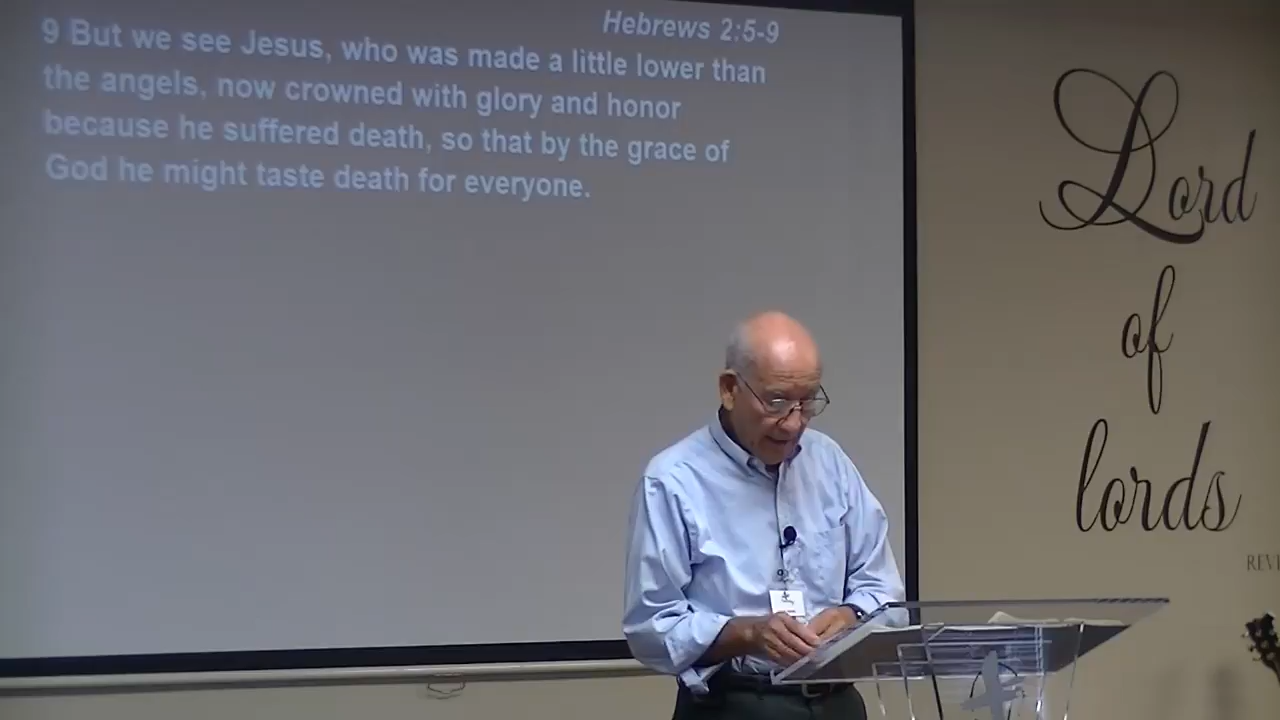 Hebrews 2:5-9
9 But we see Jesus, who was made a little lower than
the angels, now crowned with glory and honor
because he suffered death, so that by the grace of
God he might taste death for everyone.
Lord
of
lords